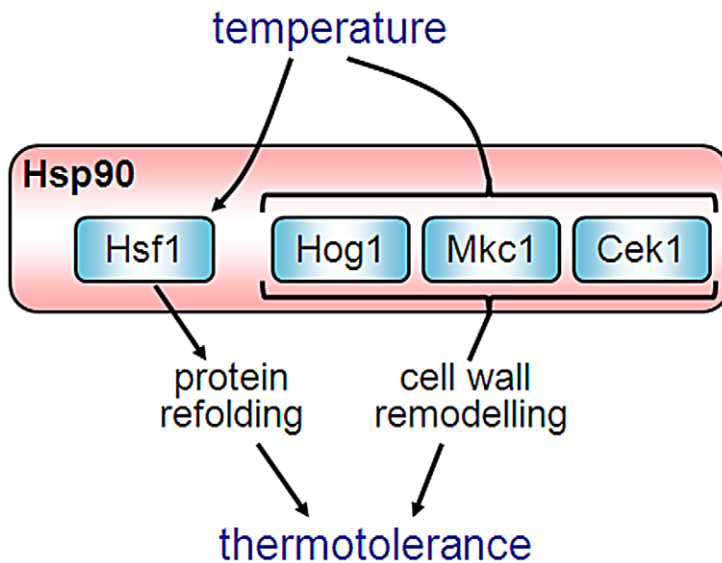 temperature
Hsp90
Hsf1
Hog1
Mkc1
Cek1
protein
refolding
cell wall
remodelling
thermotolerance